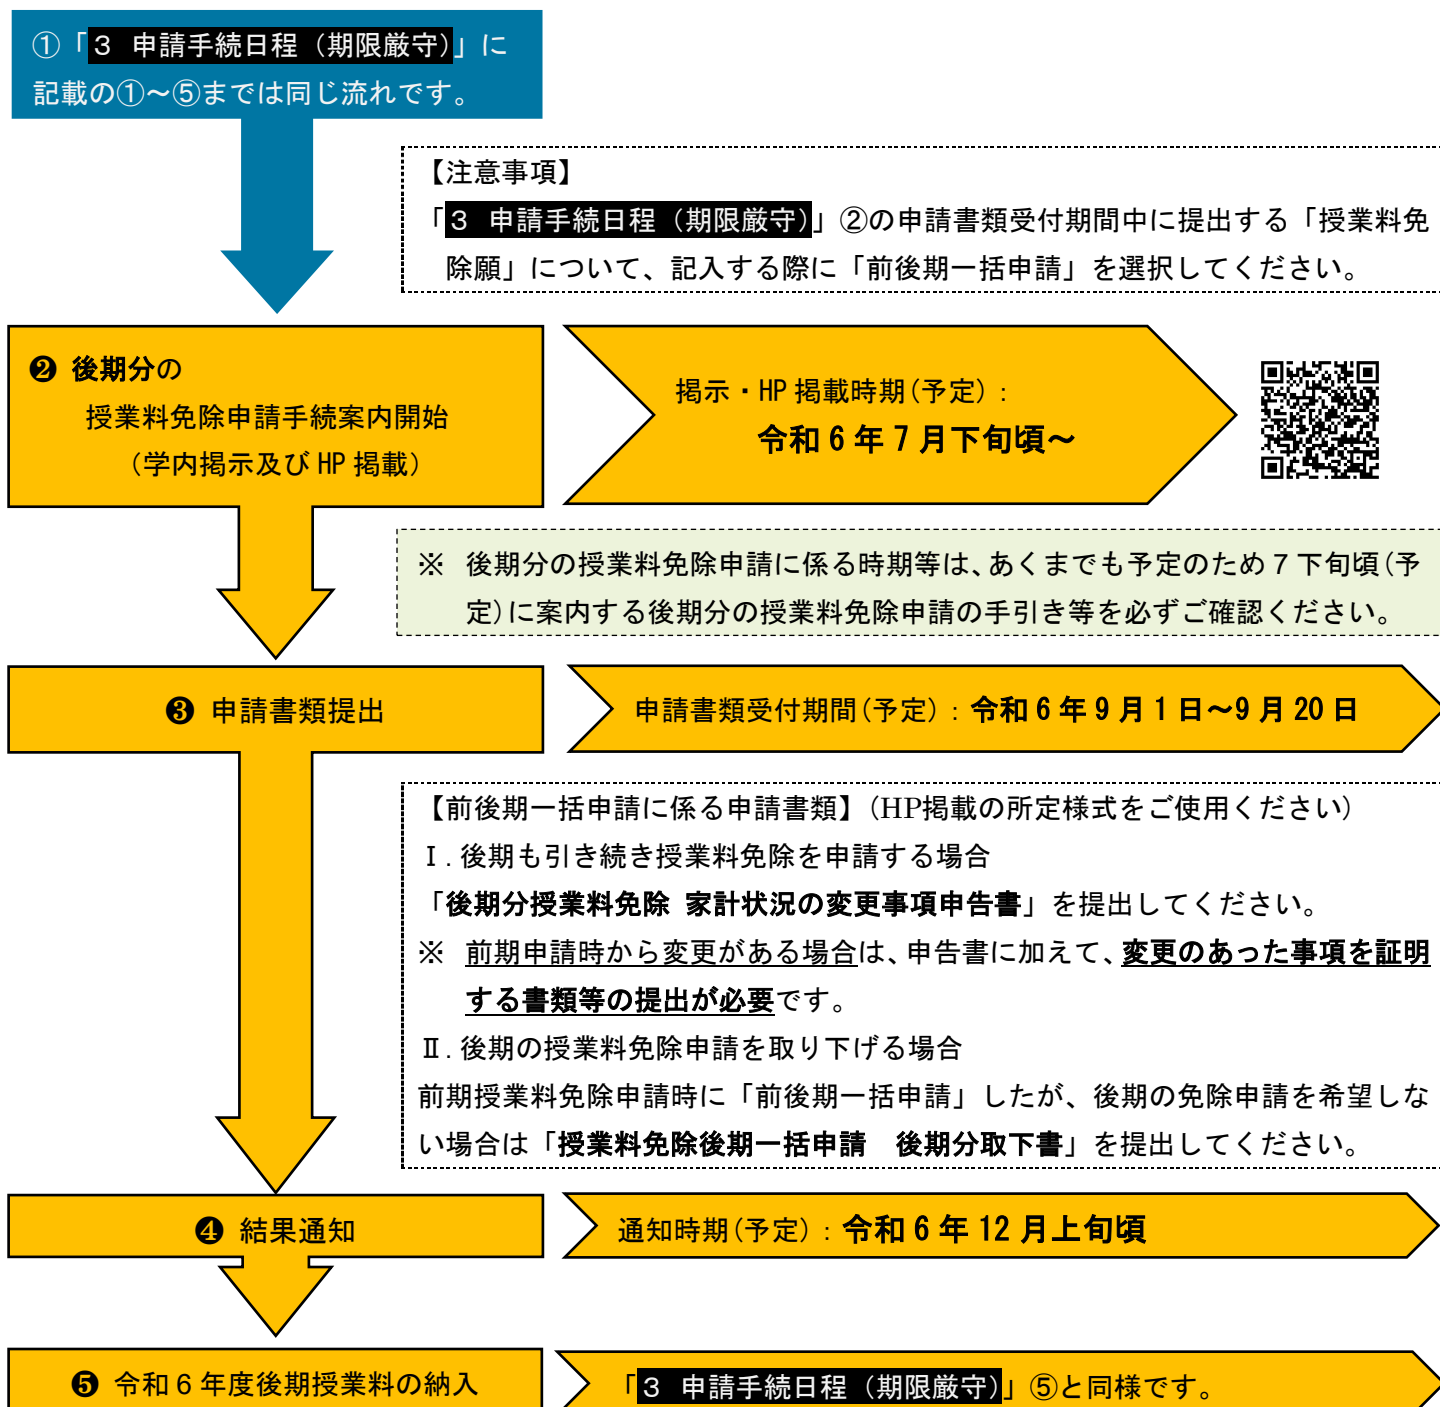 ①「３　申請手続日程（期限厳守)」に
記載の①～⑤までは同じ流れです。
【注意事項】
「３　申請手続日程（期限厳守)」②の申請書類受付期間中に提出する「授業料免
除願」について、記入する際に「前後期一括申請」を選択してください。
❷ 後期分の
授業料免除申請手続案内開始
（学内掲示及び HP 掲載）
掲示・HP 掲載時期(予定)：
令和６年７月下旬頃～
※　後期分の授業料免除申請に係る時期等は、あくまでも予定のため７下旬頃(予
定)に案内する後期分の授業料免除申請の手引き等を必ずご確認ください。
❸ 申請書類提出
申請書類受付期間(予定)：令和６年９月１日～9 月 20 日
【前後期一括申請に係る申請書類】(HP掲載の所定様式をご使用ください)
Ⅰ.後期も引き続き授業料免除を申請する場合
「後期分授業料免除 家計状況の変更事項申告書」を提出してください。
※　前期申請時から変更がある場合は、申告書に加えて、変更のあった事項を証明
する書類等の提出が必要です。
Ⅱ.後期の授業料免除申請を取り下げる場合
前期授業料免除申請時に「前後期一括申請」したが、後期の免除申請を希望しな
い場合は「授業料免除後期一括申請　後期分取下書」を提出してください。
❹ 結果通知
通知時期(予定)：令和６年 12 月上旬頃
❺ 令和６年度後期授業料の納入
「３　申請手続日程（期限厳守)」⑤と同様です。